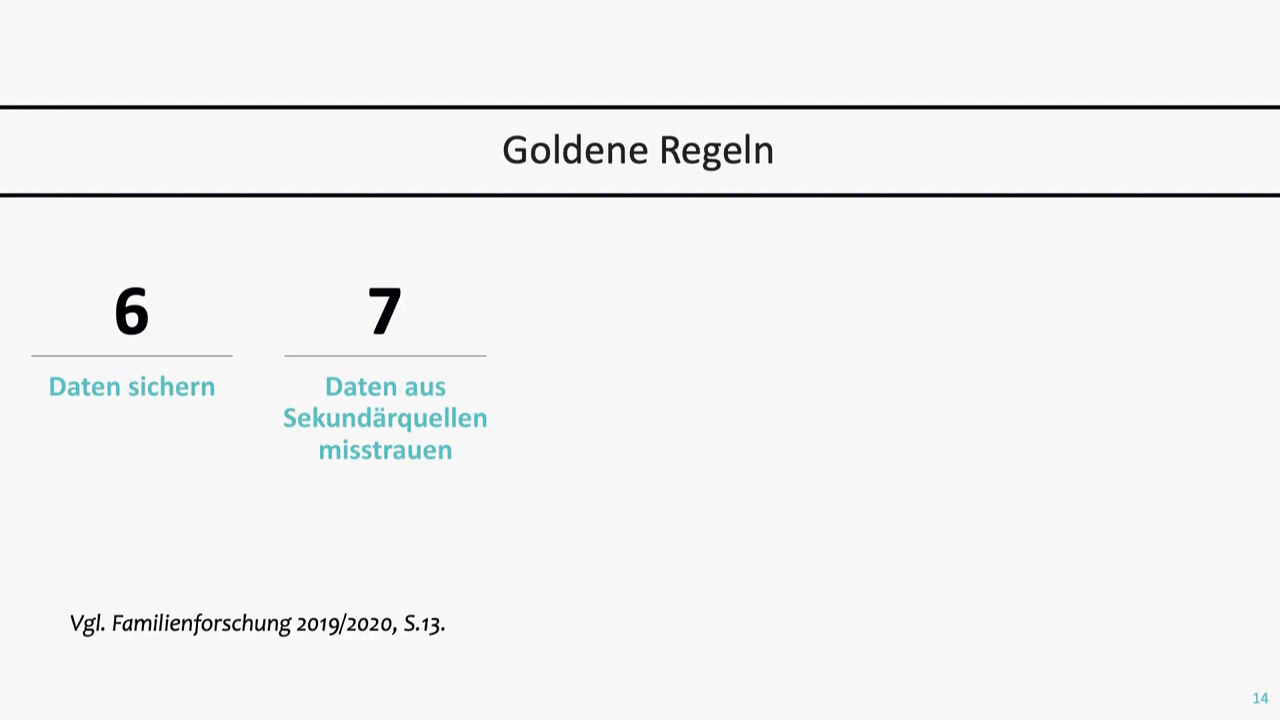 Goldene Regeln
6
Daten sichern
7
Daten aus
Sekundärquellen
misstrauen
Vgl. Familienforschung 2019/2020, S.13.
14